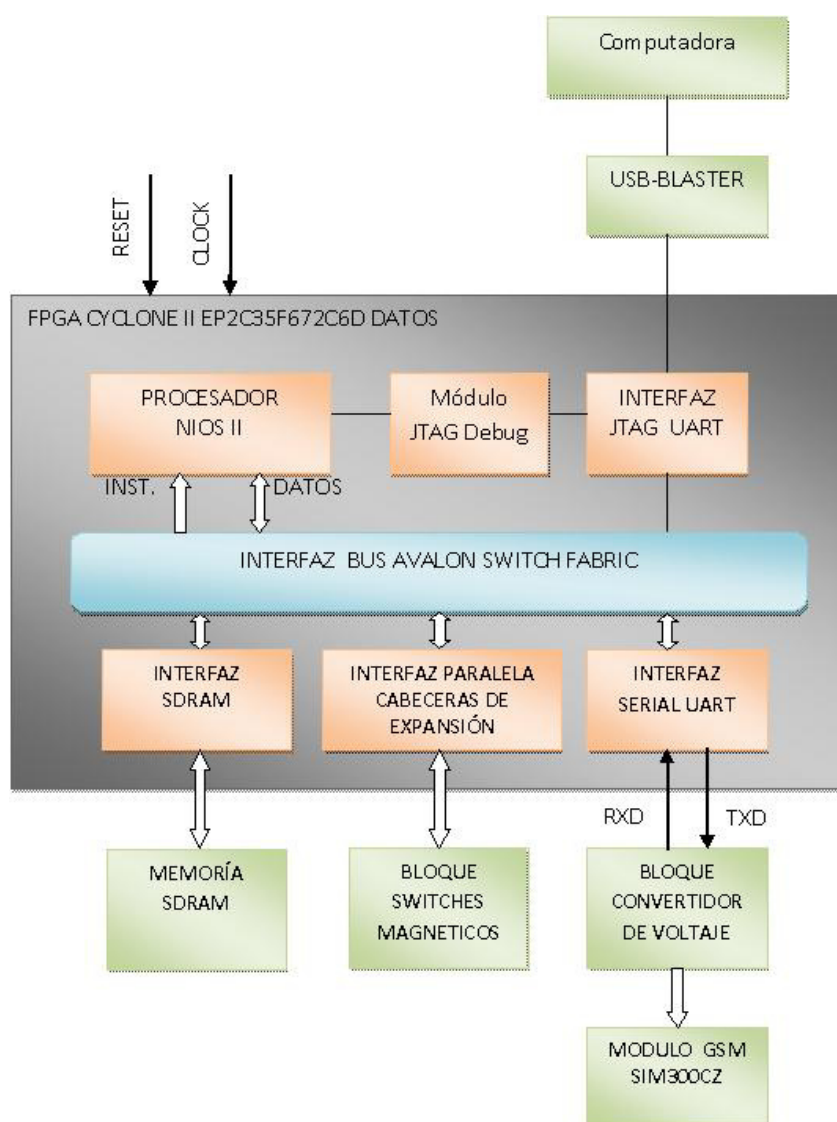 Computadora
USB-BLASTER
RESET
CLOCK
FPGA CYCLONE II EP2C35F672C6D DATOS
PROCESADOR
NIOS II
Módulo
JTAG Debug
INTERFAZ
JTAG UART
INST.
DATOS
INTERFAZ BUS AVALON SWITCH FABRIC
INTERFAZ
SDRAM
INTERFAZ PARALELA
CABECERAS DE
EXPANSIÓN
INTERFAZ
SERIAL UART
RXD
TXD
MEMORÍA
SDRAM
BLOQUE
SWITCHES
MAGNETICOS
BLOQUE
CONVERTIDOR
DE VOLTAJE
MODULO GSM
SIM300CZ